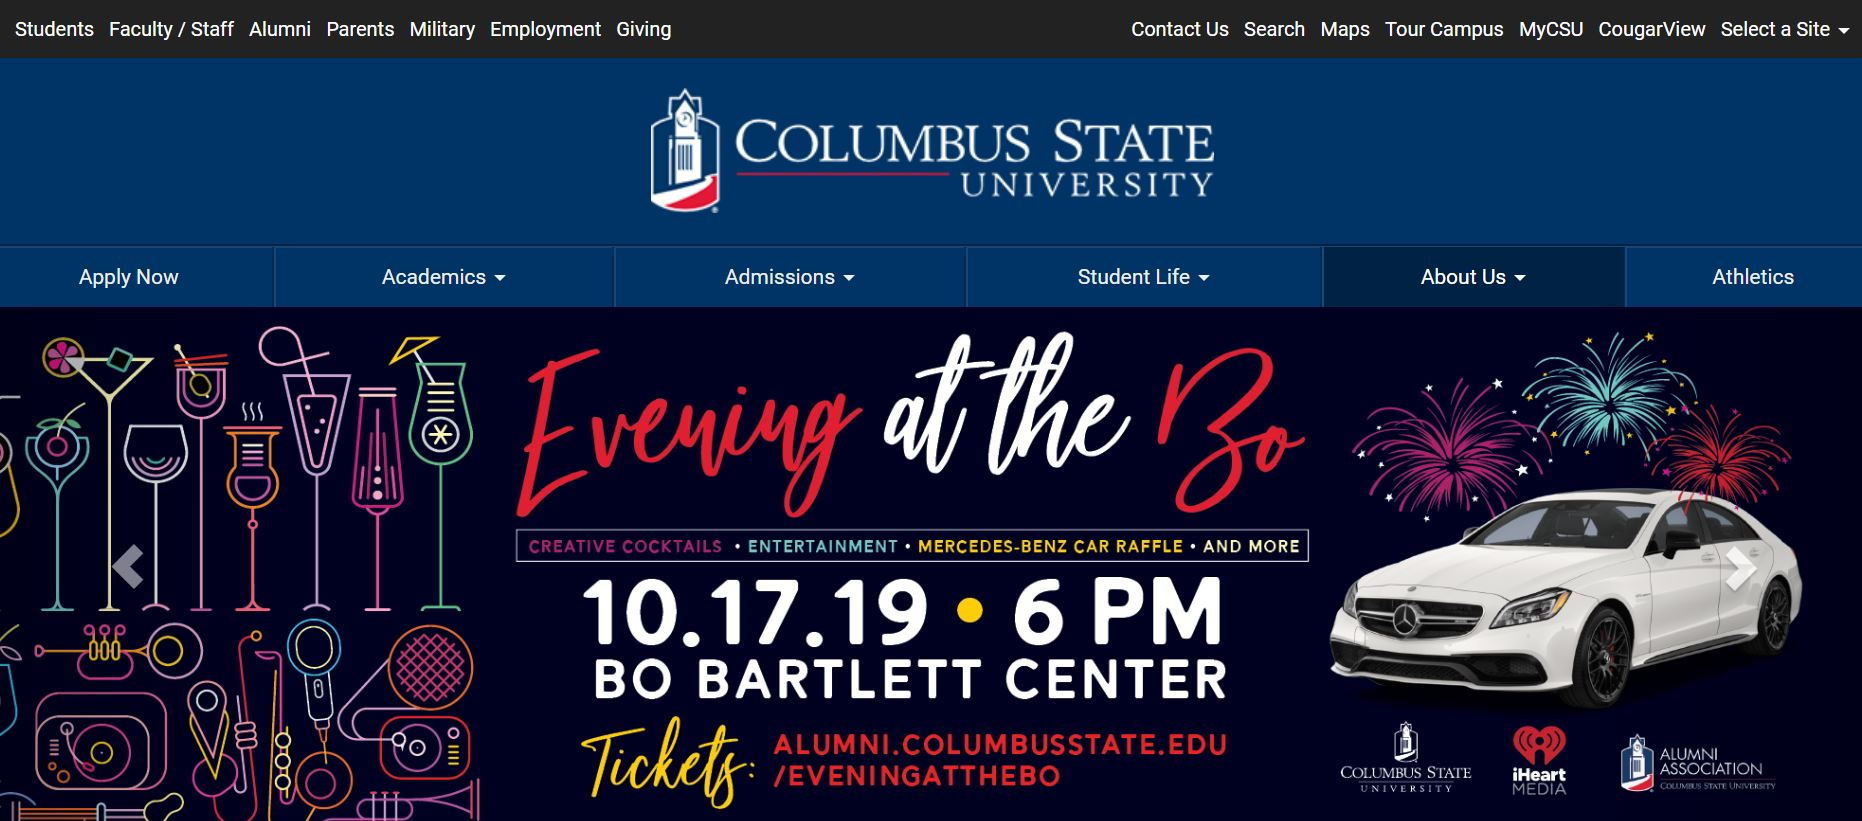 Students Faculty / Staff Alumni Parents Military Employment Giving
Contact Us Search Maps Tour Campus MyCSU CougarView Select a Site
COLUMBUS STATE
UNIVERSITY
Apply Now Academics Admissions Student Life About Us Athletics
Evening at the Bo
CREATIVE COCKTAILS • ENTERTAINMENT • MERCEDES-BENZ CAR RAFFLE • AND MORE
10.17.19 • 6 PM
BO BARTLETT CENTER
Tickets: ALUMNI.COLUMBUSSTATE.EDU
/EVENINGATTHEBO
COLUMBUS STATE
UNIVERSITY
iHeart
MEDIA
ALUMNI
ASSOCIATION
COLUMBUS STATE UNIVERSITY